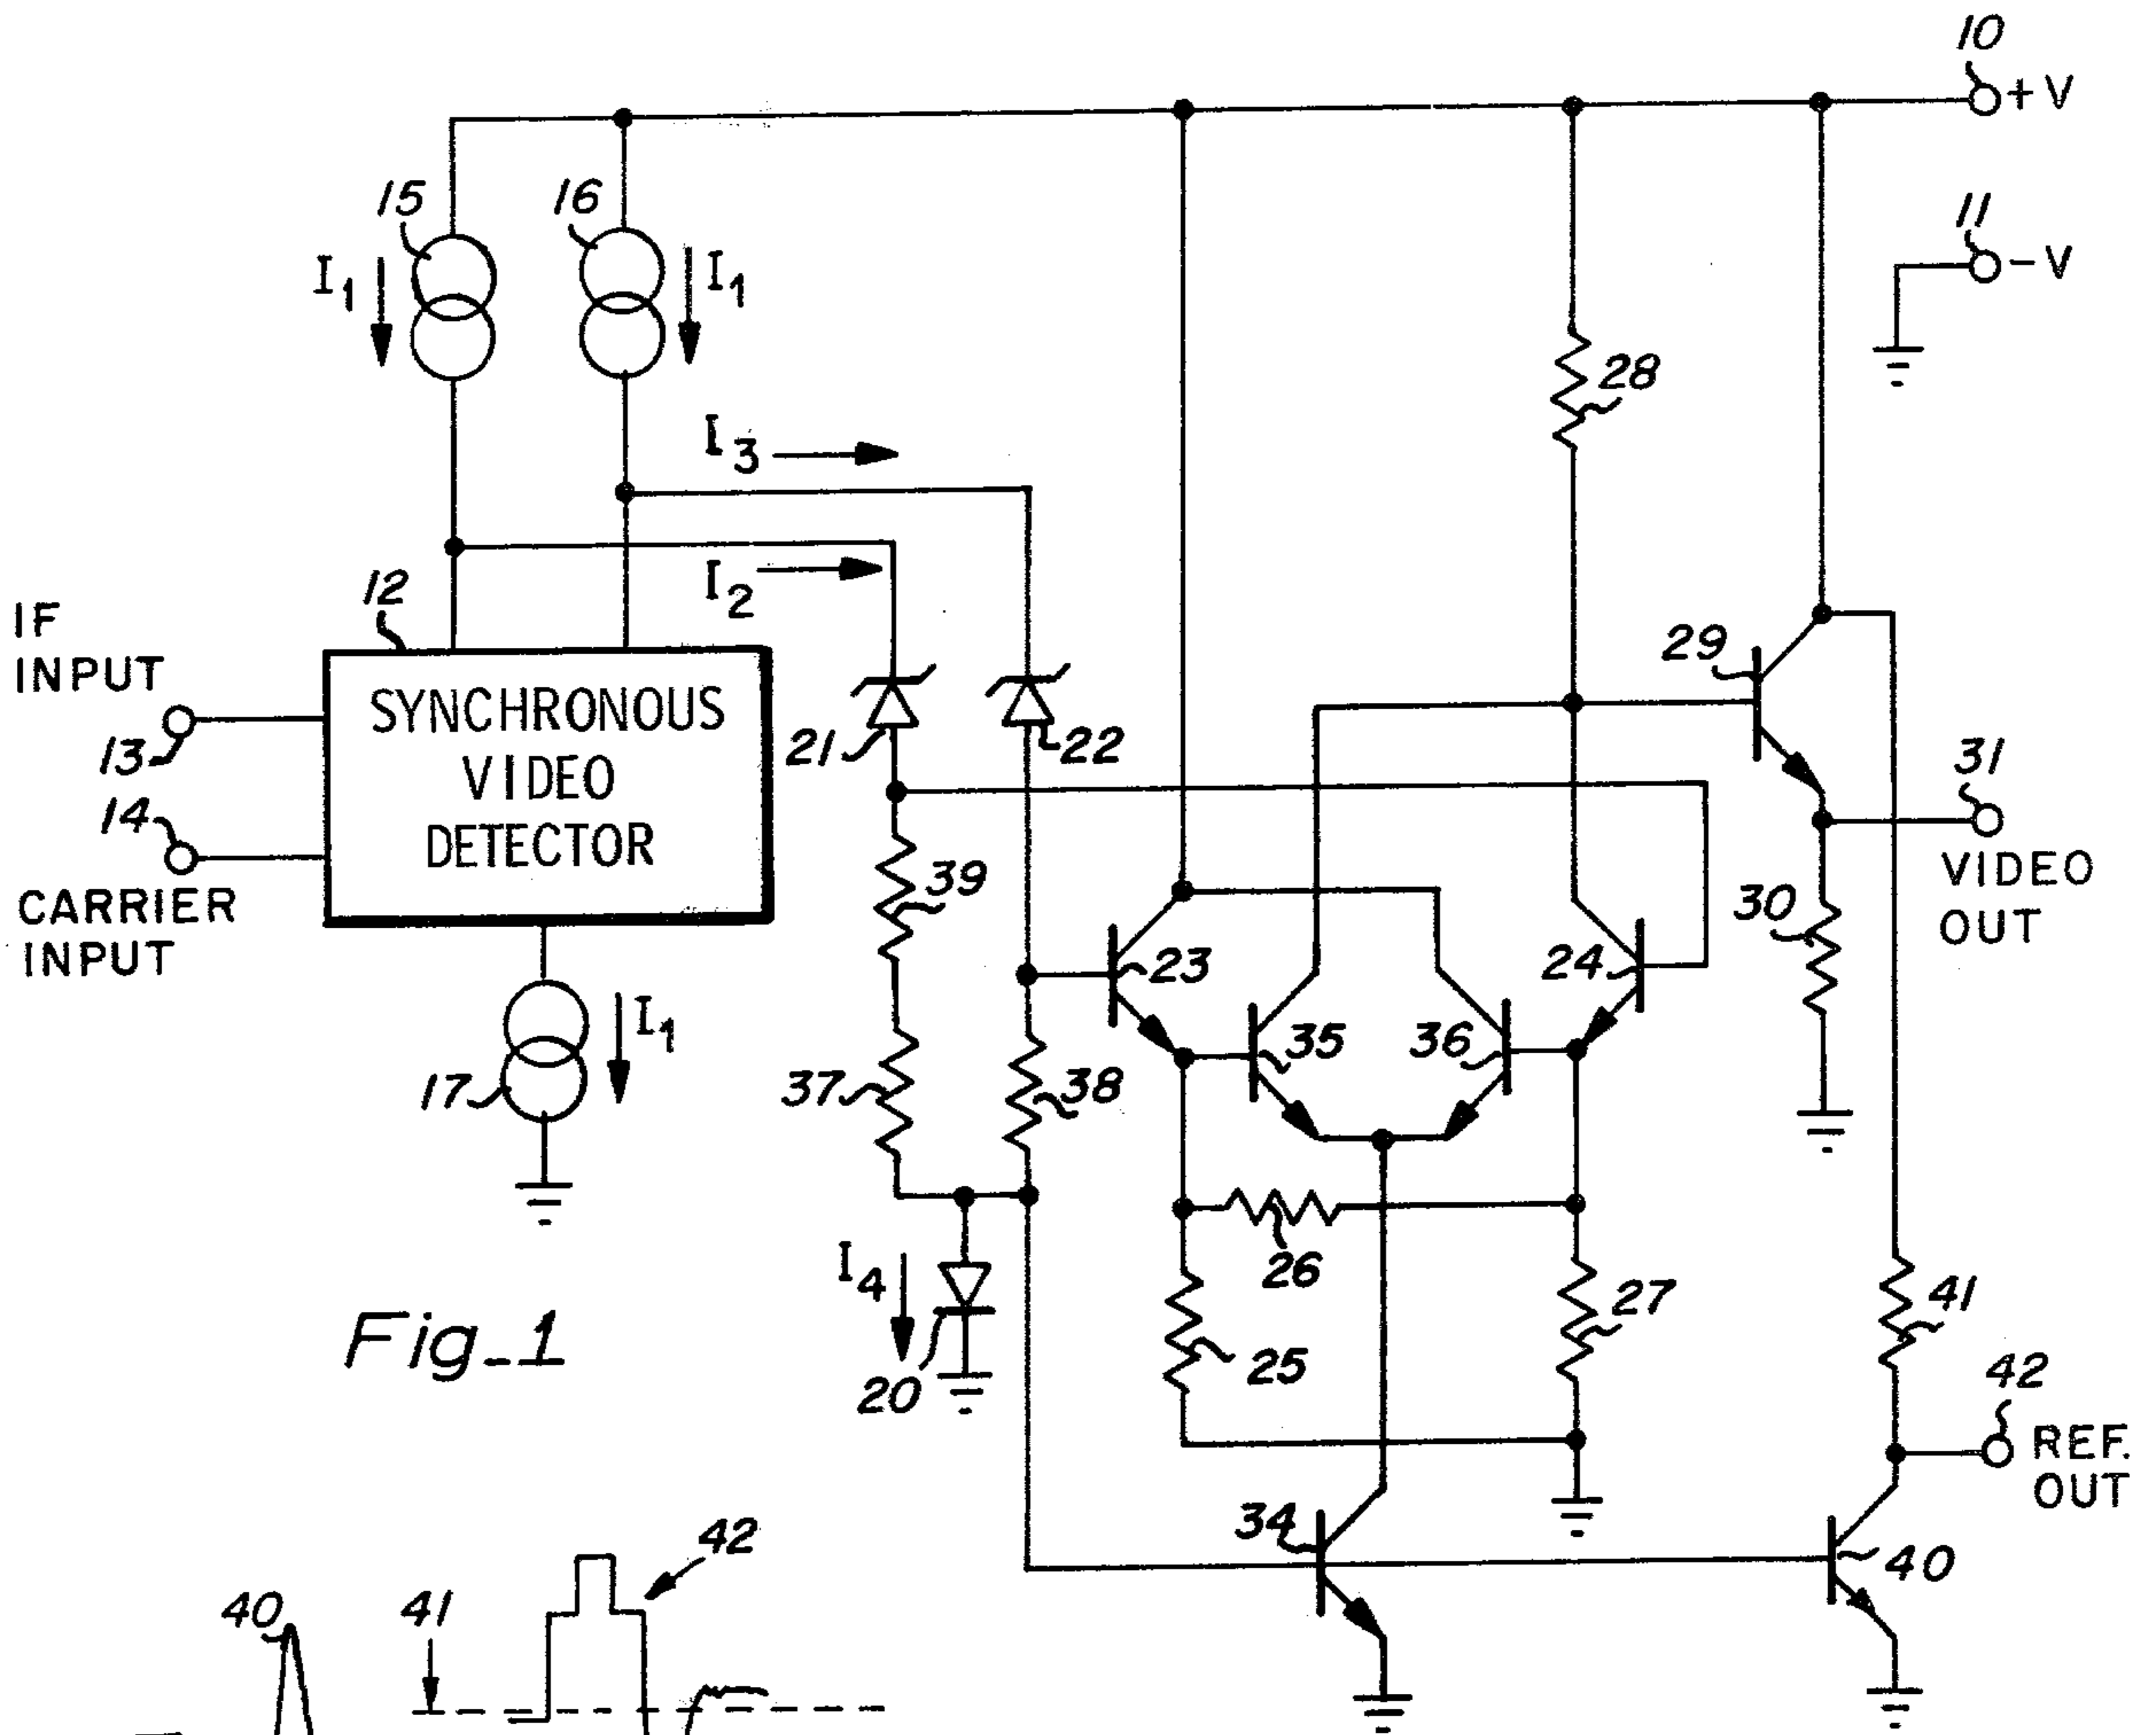 10
+V
11
-V
15
16
I1
I1
28
I3
I2
12
IF
INPUT
13
14
CARRIER
INPUT
SYNCHRONOUS
VIDEO
DETECTOR
21
22
29
31
VIDEO
OUT
30
39
23
24
35
36
37
38
17
I1
26
25
27
41
I4
20
Fig_1
42
REF.
OUT
34
40
42
41
40